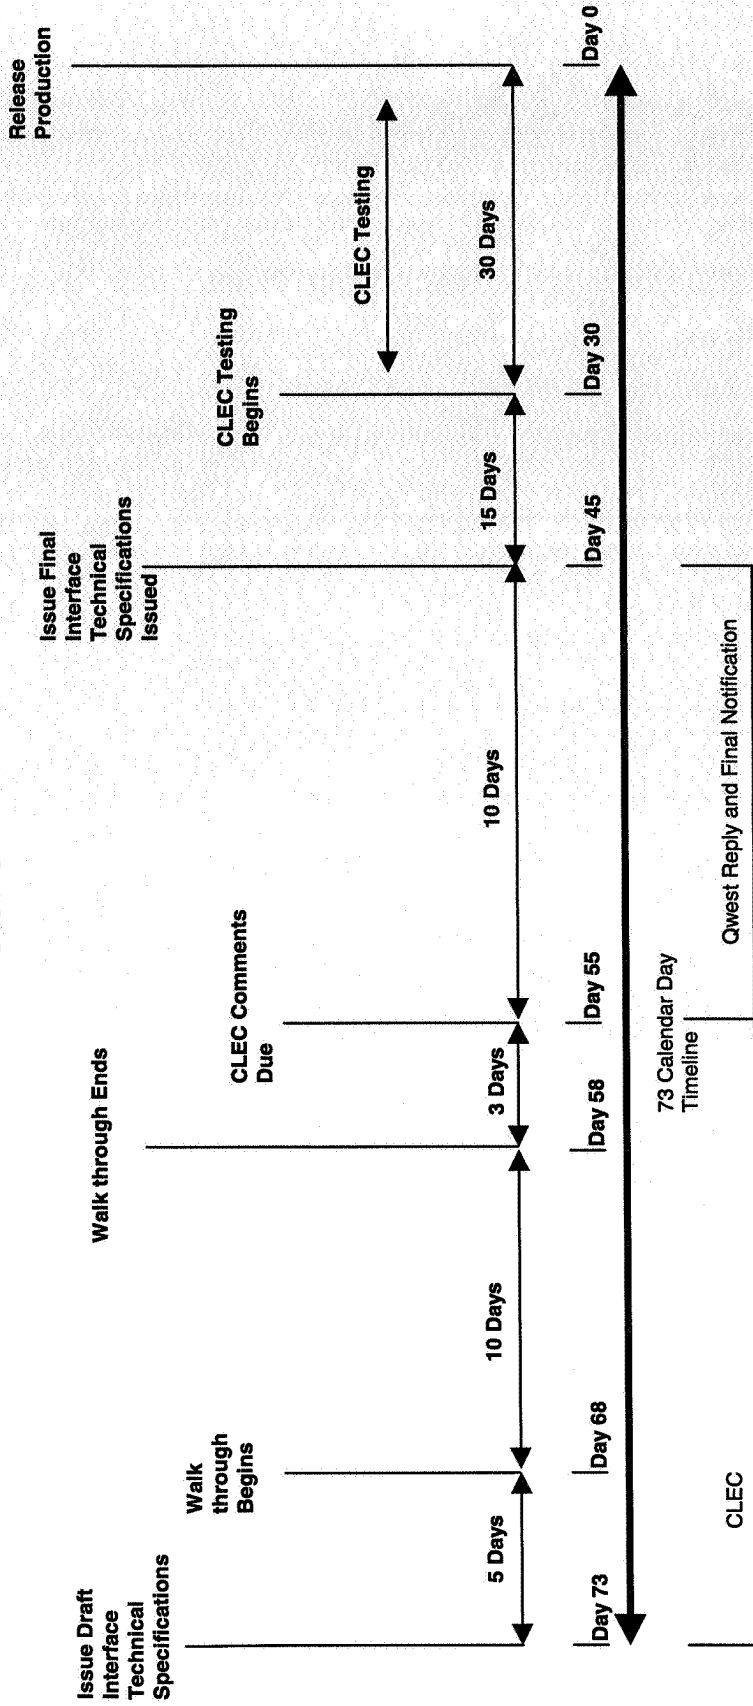 Issue Draft
Interface
Technical
Specifications
Walk
through
Begins
Walk through Ends
CLEC Comments
Due
Issue Final
Interface
Technical
Specifications
Issued
CLEC Testing
Begins
CLEC Testing
Release
Production
5 Days
10 Days
3 Days
10 Days
15 Days
30 Days
Day 73
Day 68
Day 58
Day 55
Day 45
Day 30
Day 0
73 Calendar Day
Timeline
CLEC
Qwest Reply and Final Notification